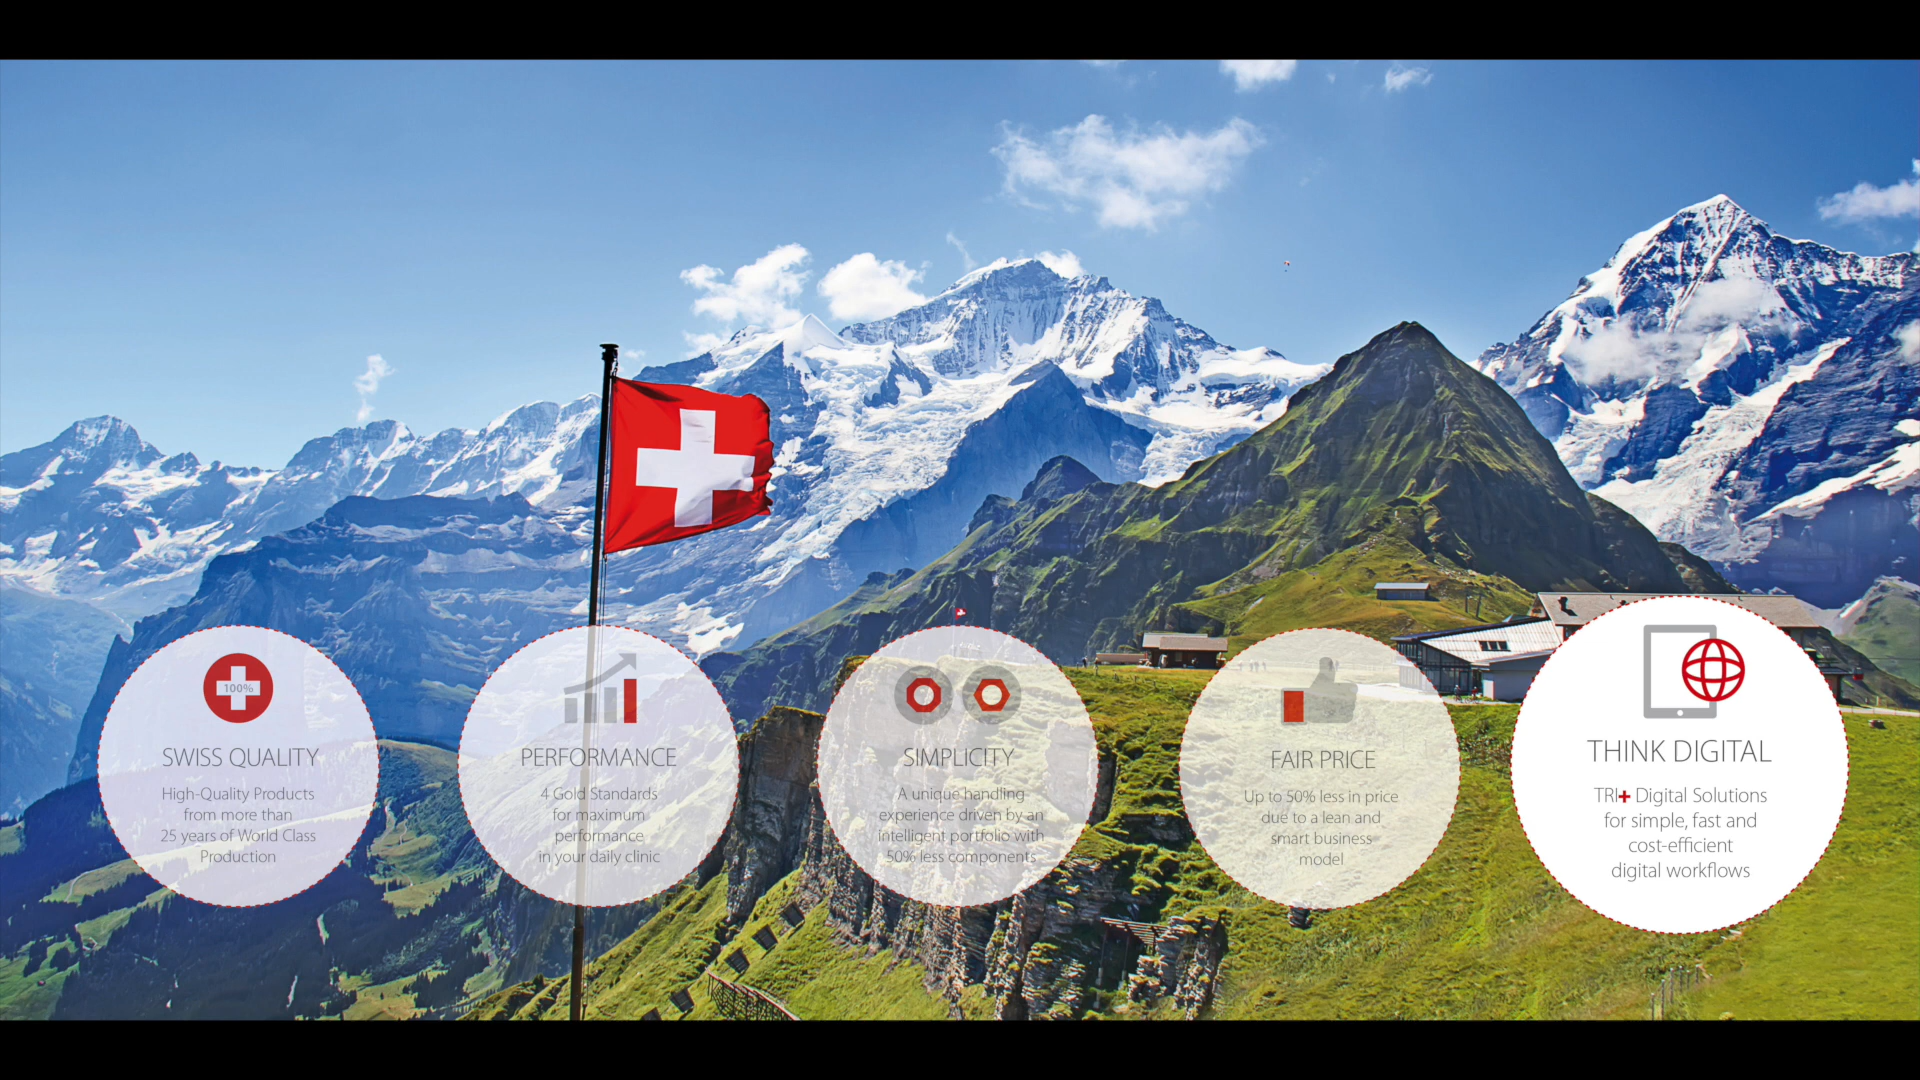 100%
SWISS QUALITY
High-Quality Products
from more than
25 years of World Class
Production
PERFORMANCE
4 Gold Standards
for maximum
performance
in your daily clinic
SIMPLICITY
A unique handling
experience driven by an
intelligent portfolio with
50% less components
FAIR PRICE
Up to 50% less in price
due to a lean and
smart business
model
THINK DIGITAL
TRI+ Digital Solutions
for simple, fast and
cost-efficient
digital workflows